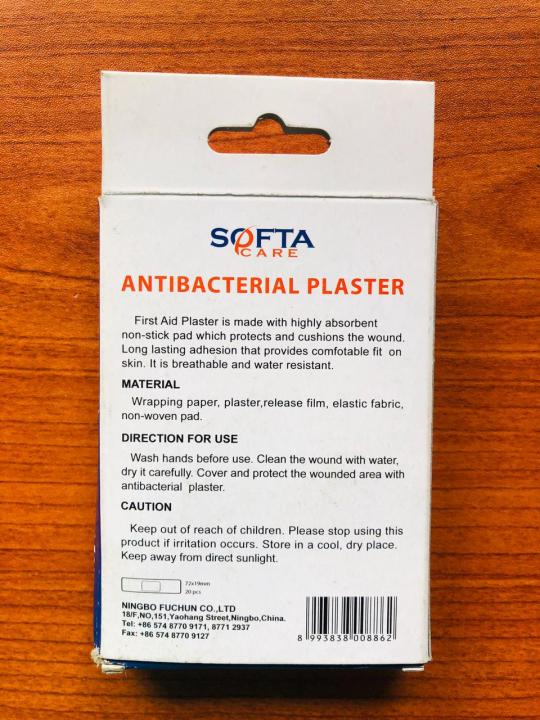 SOFTA
CARE
ANTIBACTERIAL PLASTER
First Aid Plaster is made with highly absorbent
non-stick pad which protects and cushions the wound.
Long lasting adhesion that provides comfotable fit on
skin. It is breathable and water resistant.
MATERIAL
Wrapping paper, plaster,release film, elastic fabric,
non-woven pad.
DIRECTION FOR USE
Wash hands before use. Clean the wound with water,
dry it carefully. Cover and protect the wounded area with
antibacterial plaster.
CAUTION
Keep out of reach of children. Please stop using this
product if irritation occurs. Store in a cool, dry place.
Keep away from direct sunlight.
72x19mm
20 pcs
NINGBO FUCHUN CO.,LTD
18/F,NO,151,Yaohang Street,Ningbo,China.
Tel: +86 574 8770 9171, 8771 2937
Fax: +86 574 8770 9127
8 993838 008862